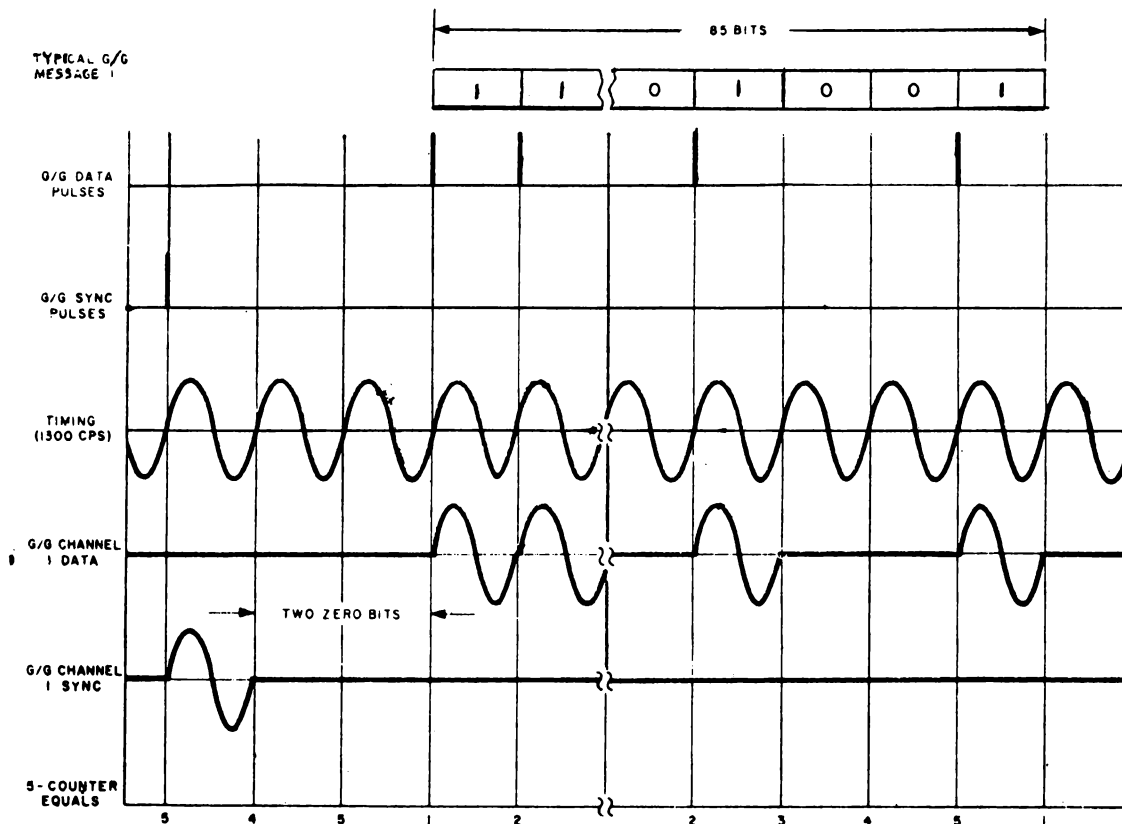 85 BITS
TYPICAL G/G
MESSAGE 1
1 1 0 1 0 0 1
G/G DATA
PULSES
G/G SYNC
PULSES
TIMING
(1300 CPS)
G/G CHANNEL
1 DATA
TWO ZERO BITS
G/G CHANNEL
1 SYNC
5-COUNTER
EQUALS
5 4 5 1 2 2 3 4 5 1